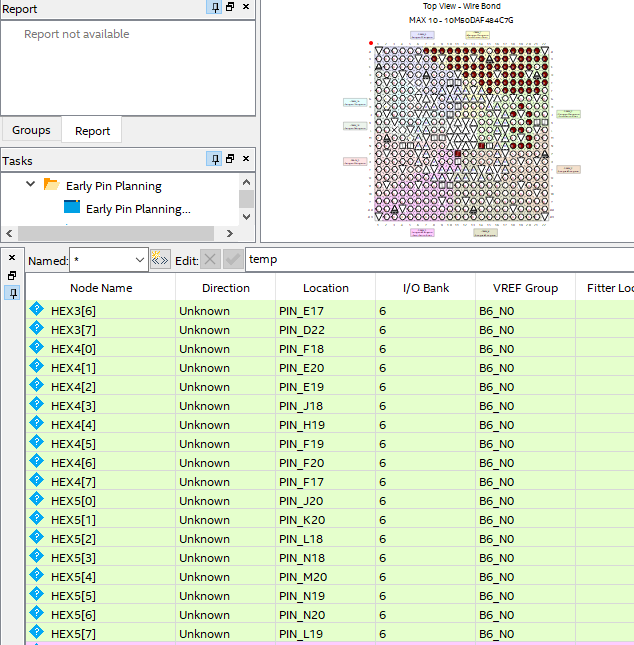 Report
Report not available
Groups Report
Tasks
Early Pin Planning
Early Pin Planning...
Top View - Wire Bond
MAX 10 - 10M50DAF484C7G
Named: * «» Edit: temp
Node Name Direction Location I/O Bank VREF Group Fitter Loc
HEX3[6] Unknown PIN_E17 6 B6_N0
HEX3[7] Unknown PIN_D22 6 B6_N0
HEX4[0] Unknown PIN_F18 6 B6_N0
HEX4[1] Unknown PIN_E20 6 B6_N0
HEX4[2] Unknown PIN_E19 6 B6_N0
HEX4[3] Unknown PIN_J18 6 B6_N0
HEX4[4] Unknown PIN_H19 6 B6_N0
HEX4[5] Unknown PIN_F19 6 B6_N0
HEX4[6] Unknown PIN_F20 6 B6_N0
HEX4[7] Unknown PIN_F17 6 B6_N0
HEX5[0] Unknown PIN_J20 6 B6_N0
HEX5[1] Unknown PIN_K20 6 B6_N0
HEX5[2] Unknown PIN_L18 6 B6_N0
HEX5[3] Unknown PIN_N18 6 B6_N0
HEX5[4] Unknown PIN_M20 6 B6_N0
HEX5[5] Unknown PIN_N19 6 B6_N0
HEX5[6] Unknown PIN_N20 6 B6_N0
HEX5[7] Unknown PIN_L19 6 B6_N0